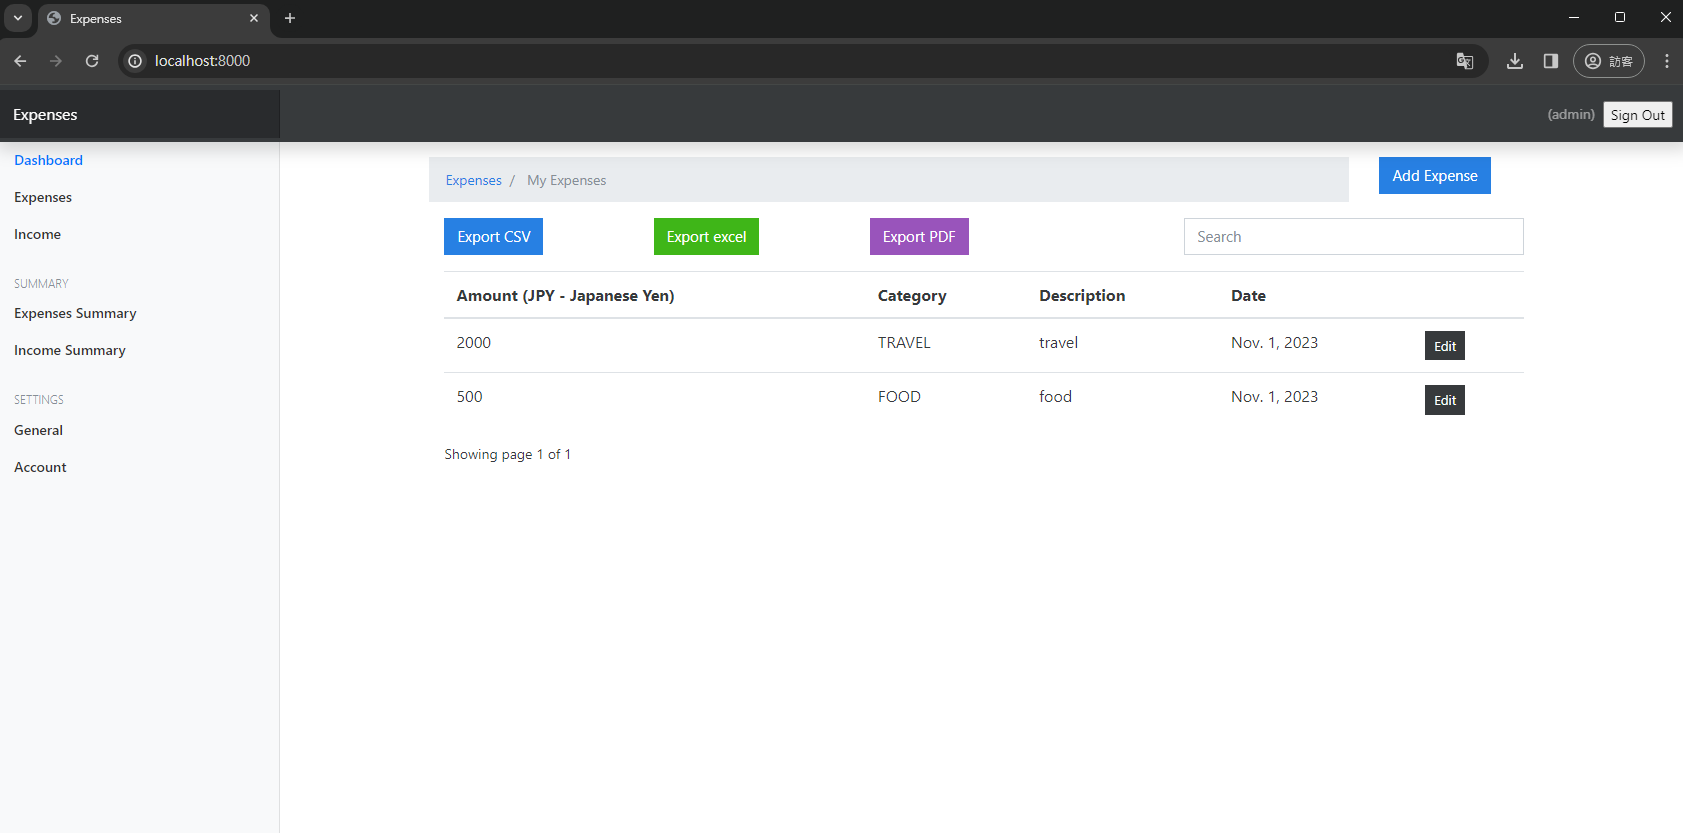 Expenses
localhost:8000
訪客
Expenses
(admin) Sign Out
Dashboard
Expenses
Income
SUMMARY
Expenses Summary
Income Summary
SETTINGS
General
Account
Expenses / My Expenses
Add Expense
Export CSV Export excel Export PDF Search
Amount (JPY - Japanese Yen) Category Description Date
2000 TRAVEL travel Nov. 1, 2023 Edit
500 FOOD food Nov. 1, 2023 Edit
Showing page 1 of 1